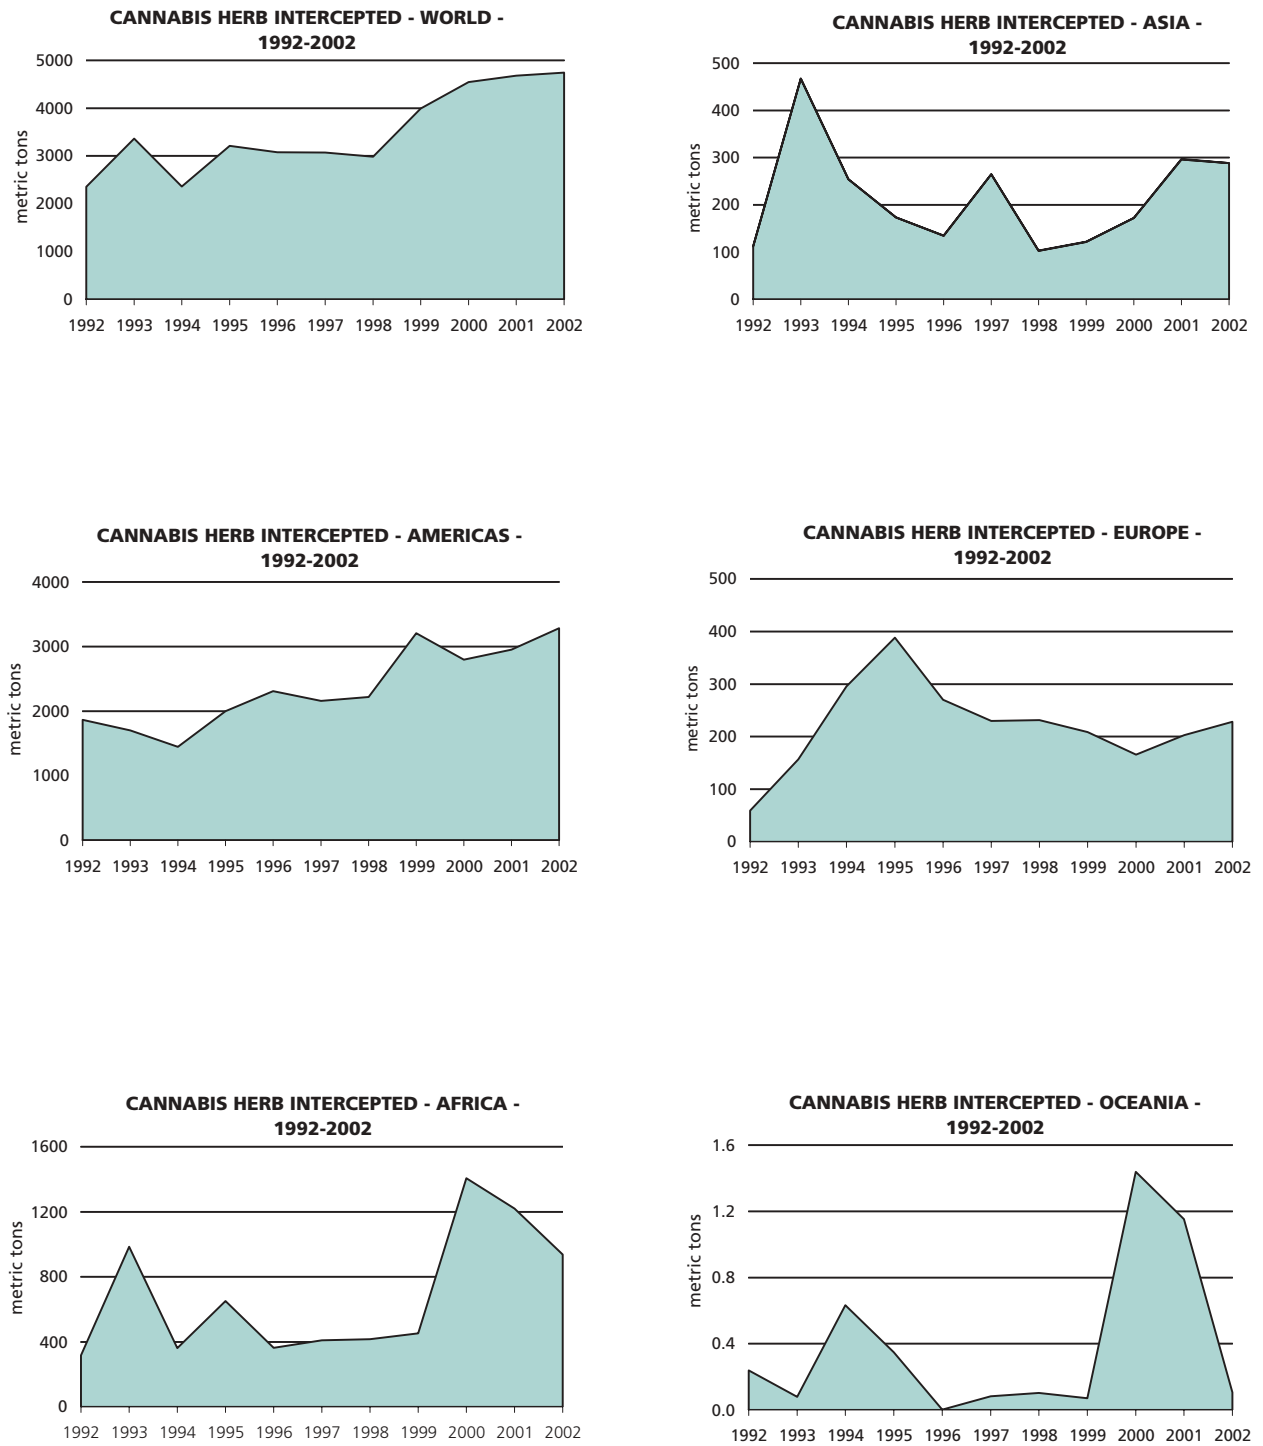 CANNABIS HERB INTERCEPTED - WORLD -
1992-2002
5000
4000
3000
2000
1000
0
metric tons
1992 1993 1994 1995 1996 1997 1998 1999 2000 2001 2002
CANNABIS HERB INTERCEPTED - ASIA -
1992-2002
500
400
300
200
100
0
metric tons
1992 1993 1994 1995 1996 1997 1998 1999 2000 2001 2002
CANNABIS HERB INTERCEPTED - AMERICAS -
1992-2002
4000
3000
2000
1000
0
metric tons
1992 1993 1994 1995 1996 1997 1998 1999 2000 2001 2002
CANNABIS HERB INTERCEPTED - EUROPE -
1992-2002
500
400
300
200
100
0
metric tons
1992 1993 1994 1995 1996 1997 1998 1999 2000 2001 2002
CANNABIS HERB INTERCEPTED - AFRICA -
1992-2002
1600
1200
800
400
0
metric tons
1992 1993 1994 1995 1996 1997 1998 1999 2000 2001 2002
CANNABIS HERB INTERCEPTED - OCEANIA -
1992-2002
1.6
1.2
0.8
0.4
0.0
metric tons
1992 1993 1994 1995 1996 1997 1998 1999 2000 2001 2002